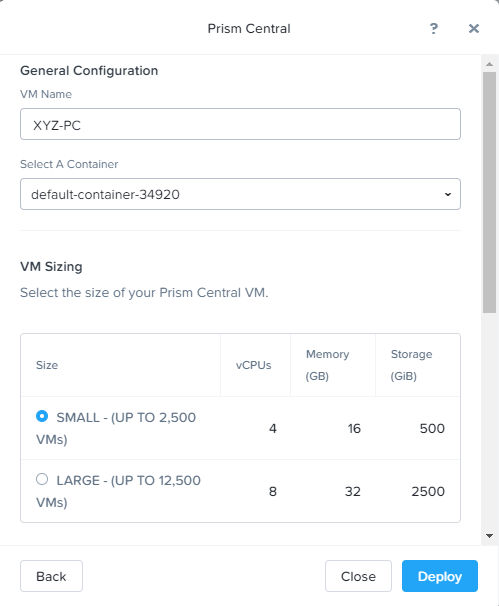 Prism Central
?
×
General Configuration
VM Name
XYZ-PC
Select A Container
default-container-34920
VM Sizing
Select the size of your Prism Central VM.
Size vCPUs Memory (GB) Storage (GiB)
SMALL - (UP TO 2,500 VMs) 4 16 500
LARGE - (UP TO 12,500 VMs) 8 32 2500
Back Close Deploy